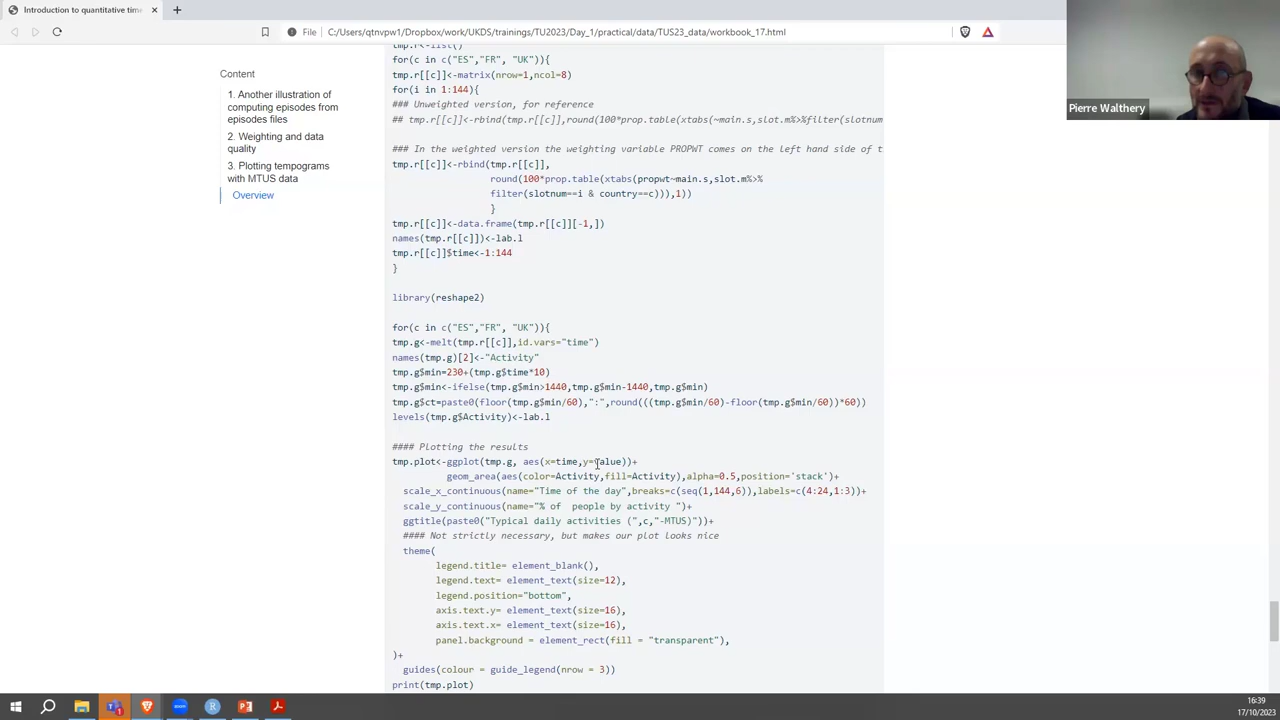 Introduction to quantitative tim
File
C:/Users/qtnvpw1/Dropbox/work/UKDS/trainings/TU2023/Day_1/practical/data/TUS23_data/workbook_17.html
Content
1. Another illustration of
computing episodes from
episodes files
2. Weighting and data
quality
3. Plotting tempograms
with MTUS data
Overview
tmp.r<-list()
for(c in c("ES","FR", "UK")){
tmp.r[[c]]<-matrix(nrow=1,ncol=8)
for(i in 1:144){
### Unweighted version, for reference
## tmp.r[[c]]<-rbind(tmp.r[[c]],round(100*prop.table(xtabs(~main.s,slot.m%>%filter(slotnum
### In the weighted version the weighting variable PROPWT comes on the left hand side of t
tmp.r[[c]]<-rbind(tmp.r[[c]],
round(100*prop.table(xtabs(propwt~main.s,slot.m%>%
filter(slotnum==i & country==c))),1))
}
tmp.r[[c]]<-data.frame(tmp.r[[c]][-1,])
names(tmp.r[[c]])<-lab.l
tmp.r[[c]]$time<-1:144
}
library(reshape2)
for(c in c("ES","FR", "UK")){
tmp.g<-melt(tmp.r[[c]],id.vars="time")
names(tmp.g)[2]<-"Activity"
tmp.g$min=230+(tmp.g$time*10)
tmp.g$min<-ifelse(tmp.g$min>1440,tmp.g$min-1440,tmp.g$min)
tmp.g$ct=paste0(floor(tmp.g$min/60),":",round(((tmp.g$min/60)-floor(tmp.g$min/60))*60))
levels(tmp.g$Activity)<-lab.l
#### Plotting the results
tmp.plot<-ggplot(tmp.g, aes(x=time,y=value))+
geom_area(aes(color=Activity,fill=Activity),alpha=0.5,position='stack')+
scale_x_continuous(name="Time of the day",breaks=c(seq(1,144,6)),labels=c(4:24,1:3))+
scale_y_continuous(name="% of  people by activity ")+
ggtitle(paste0("Typical daily activities (",c,"-MTUS)"))+
#### Not strictly necessary, but makes our plot looks nice
theme(
legend.title= element_blank(),
legend.text= element_text(size=12),
legend.position="bottom",
axis.text.y= element_text(size=16),
axis.text.x= element_text(size=16),
panel.background = element_rect(fill = "transparent"),
)+
guides(colour = guide_legend(nrow = 3))
print(tmp.plot)
Pierre Walthery
16:39
17/10/2023